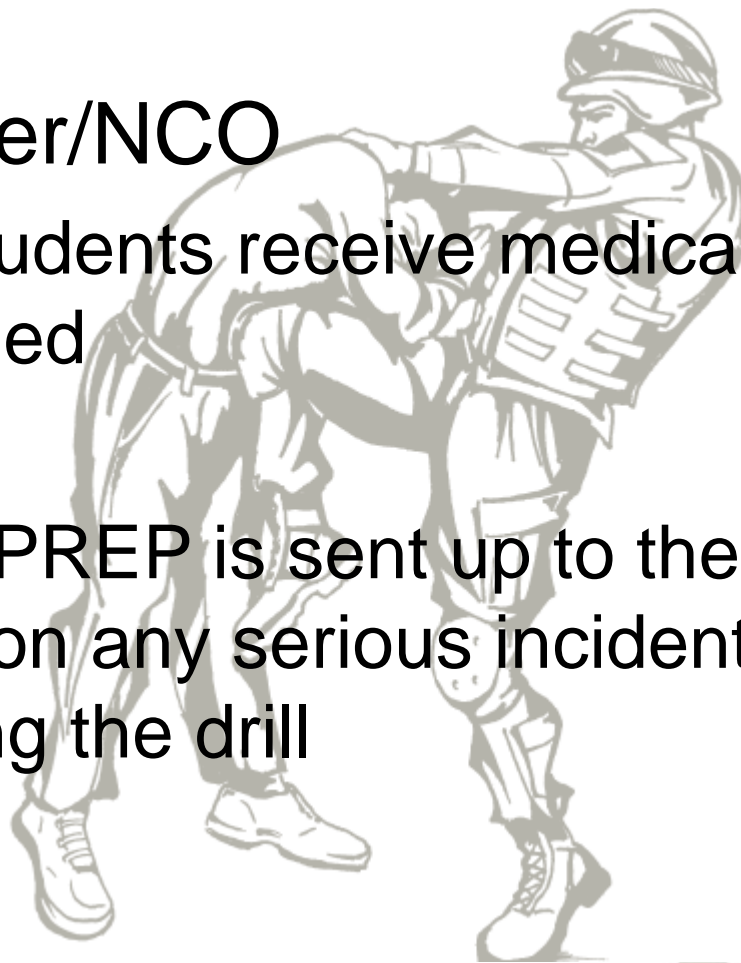 er/NCO
udents receive medica
ed
PREP is sent up to the
on any serious incident
ng the drill